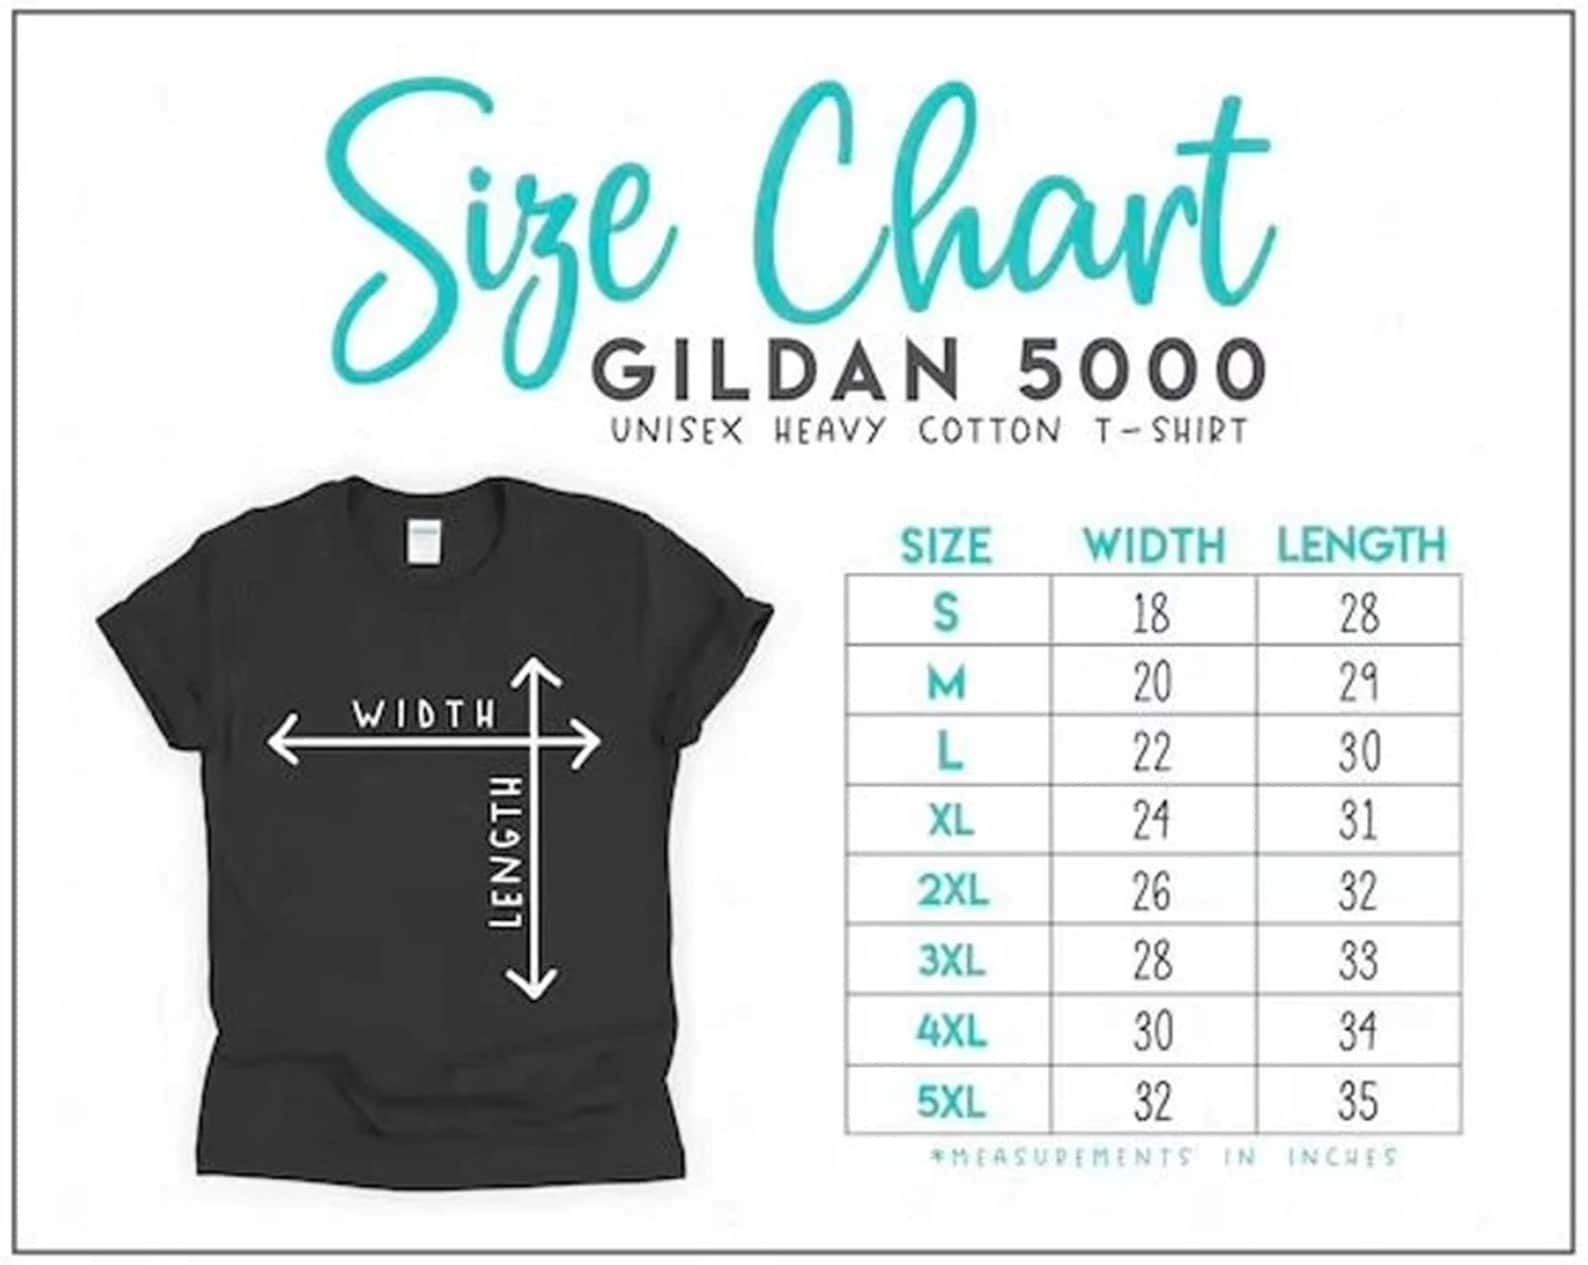 Size Chart
GILDAN 5000
UNISEX HEAVY COTTON T-SHIRT
WIDTH
LENGTH
SIZE WIDTH LENGTH
S 18 28
M 20 29
L 22 30
XL 24 31
2XL 26 32
3XL 28 33
4XL 30 34
5XL 32 35
*MEASUREMENTS IN INCHES